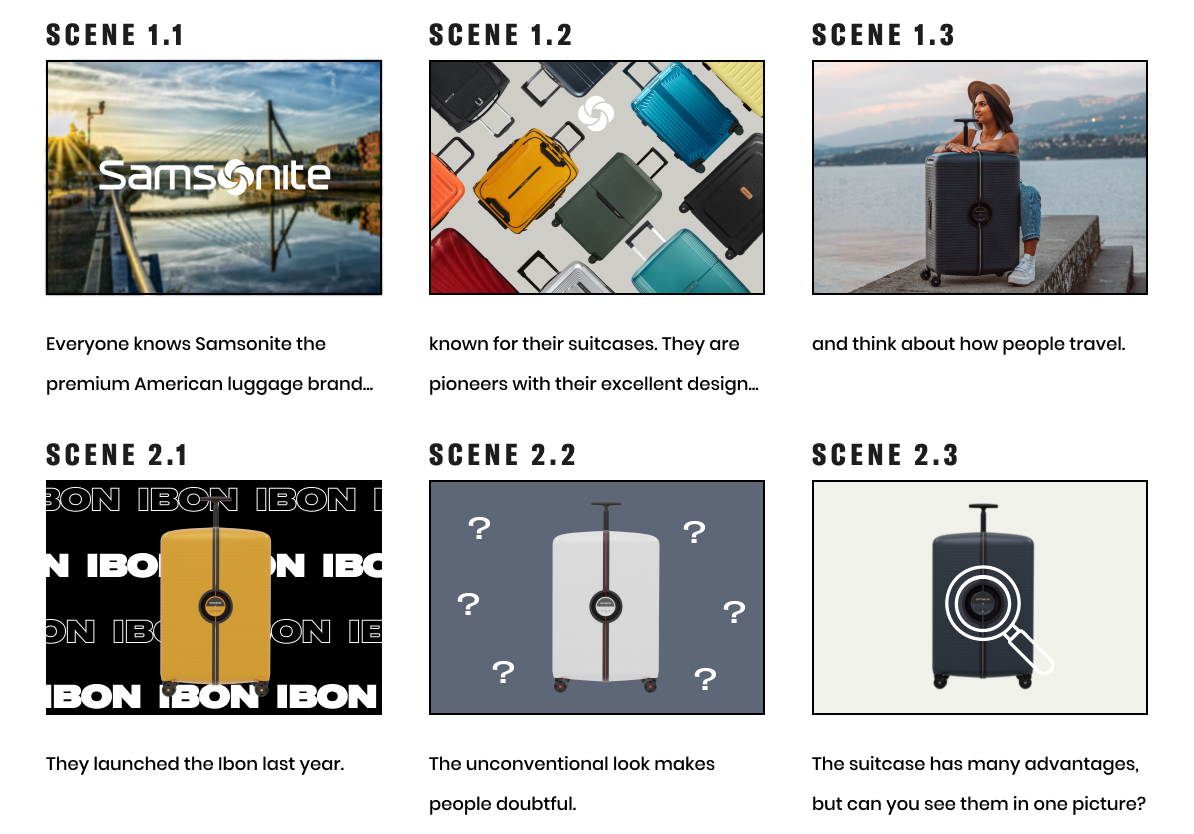 SCENE 1.1
SCENE 1.2
SCENE 1.3
Samsonite
Everyone knows Samsonite the
premium American luggage brand...
known for their suitcases. They are
pioneers with their excellent design...
and think about how people travel.
SCENE 2.1
SCENE 2.2
SCENE 2.3
BON IBON IBON I
N IBO ON IBO
ON IB ON IB
IBON IBON IBON
? ?
? ?
? ?
They launched the Ibon last year.
The unconventional look makes
people doubtful.
The suitcase has many advantages,
but can you see them in one picture?